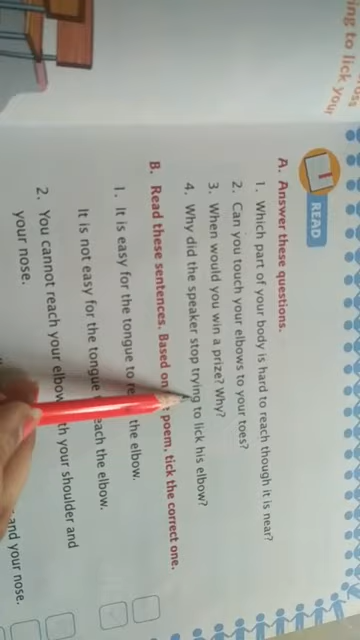 ing to lick your
READ
A. Answer these questions.
1. Which part of your body is hard to reach though it is near?
2. Can you touch your elbows to your toes?
3. When would you win a prize? Why?
4. Why did the speaker stop trying to lick his elbow?
B. Read these sentences. Based on poem, tick the correct one.
1. It is easy for the tongue to the elbow.
It is not easy for the tongue the elbow.
2. You cannot reach your elbow your shoulder and
your nose.
and your nose.